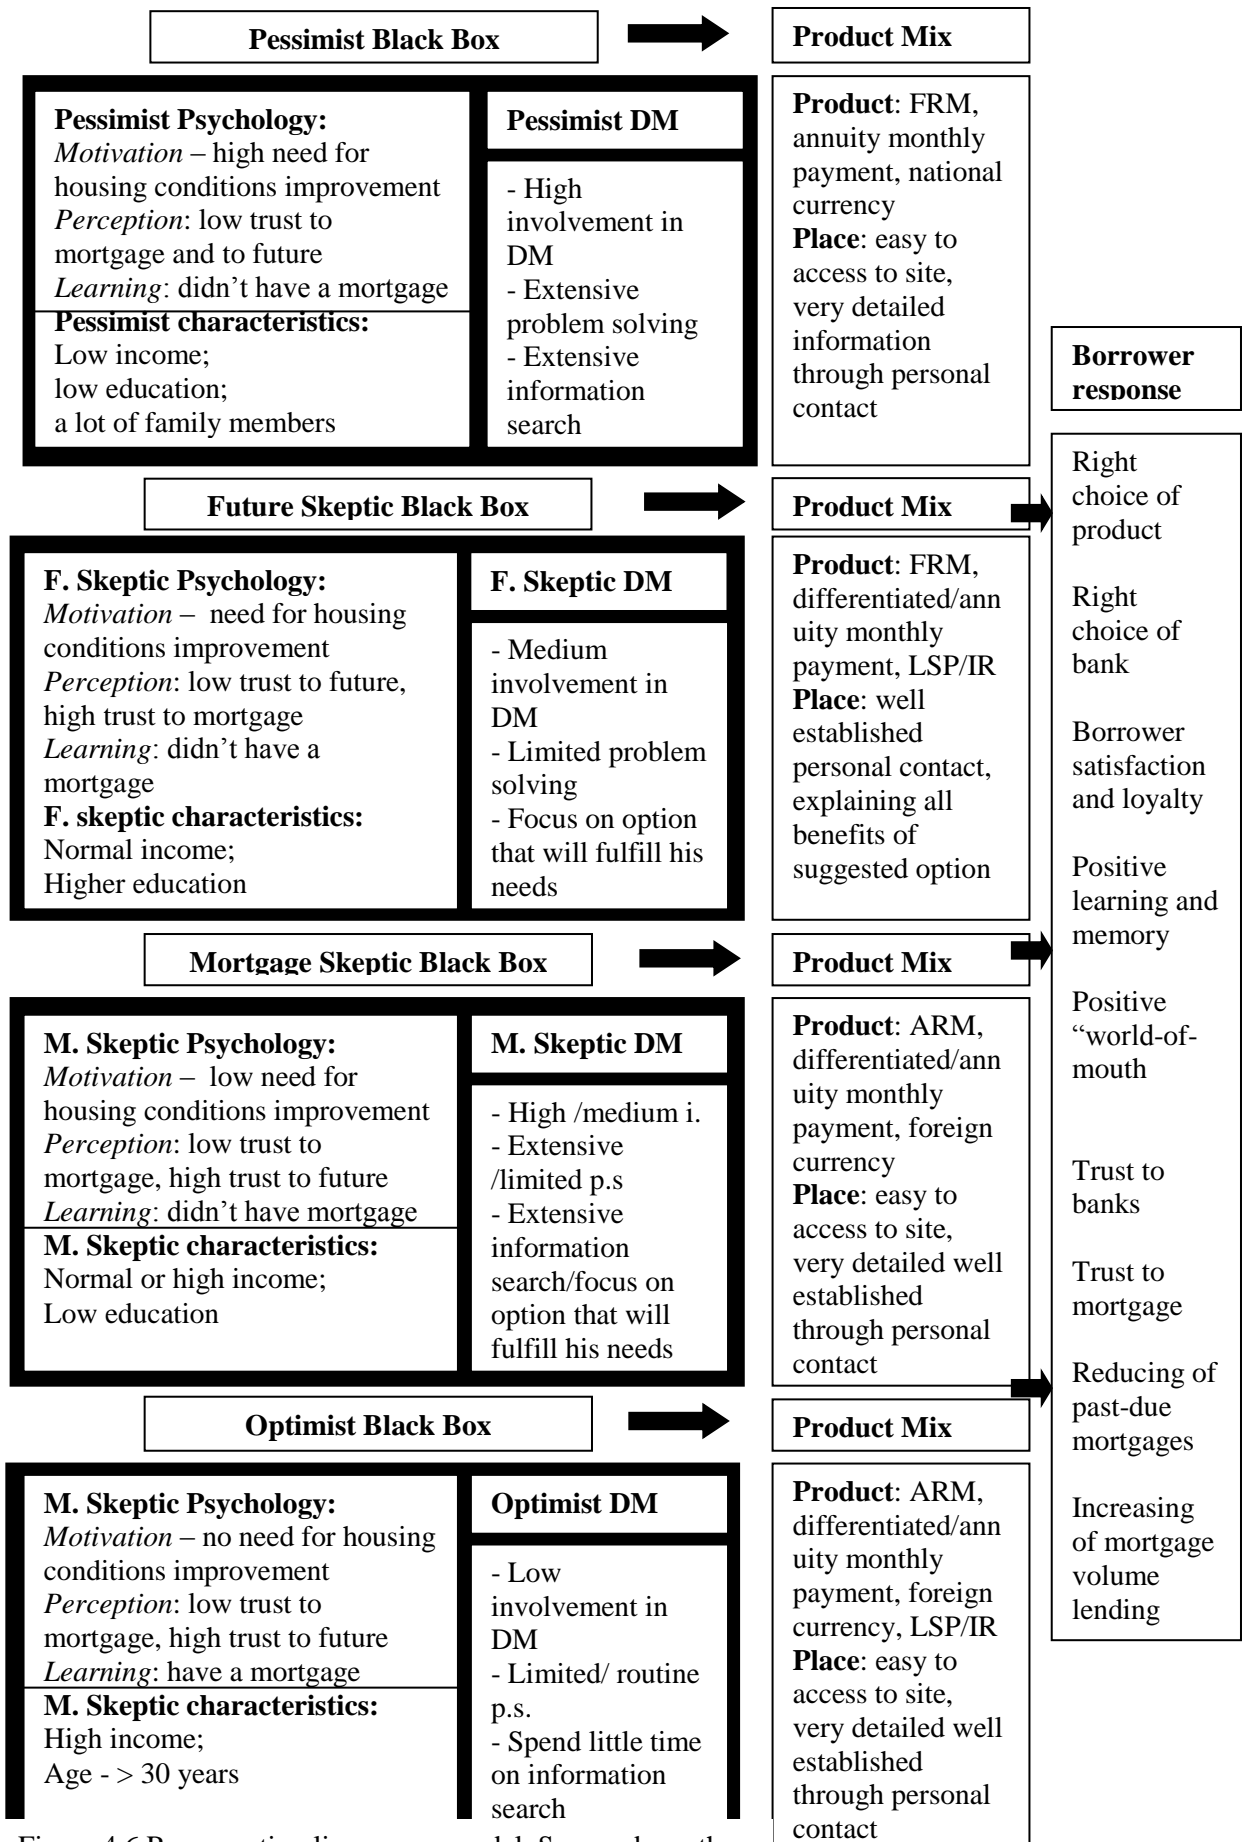 Pessimist Black Box
Product Mix
Pessimist Psychology:
Motivation – high need for
housing conditions improvement
Perception: low trust to
mortgage and to future
Learning: didn't have a mortgage
Pessimist characteristics:
Low income;
low education;
a lot of family members
Pessimist DM
- High
involvement in
DM
- Extensive
problem solving
- Extensive
information
search
Product: FRM,
annuity monthly
payment, national
currency
Place: easy to
access to site,
very detailed
information
through personal
contact
Future Skeptic Black Box
Product Mix
F. Skeptic Psychology:
Motivation – need for housing
conditions improvement
Perception: low trust to future,
high trust to mortgage
Learning: didn't have a
mortgage
F. skeptic characteristics:
Normal income;
Higher education
F. Skeptic DM
- Medium
involvement in
DM
- Limited problem
solving
- Focus on option
that will fulfill his
needs
Product: FRM,
differentiated/ann
uity monthly
payment, LSP/IR
Place: well
established
personal contact,
explaining all
benefits of
suggested option
Mortgage Skeptic Black Box
Product Mix
M. Skeptic Psychology:
Motivation – low need for
housing conditions improvement
Perception: low trust to
mortgage, high trust to future
Learning: didn't have mortgage
M. Skeptic characteristics:
Normal or high income;
Low education
M. Skeptic DM
- High /medium i.
- Extensive
/limited p.s
- Extensive
information
search/focus on
option that will
fulfill his needs
Product: ARM,
differentiated/ann
uity monthly
payment, foreign
currency
Place: easy to
access to site,
very detailed well
established
through personal
contact
Optimist Black Box
Product Mix
M. Skeptic Psychology:
Motivation – no need for housing
conditions improvement
Perception: low trust to
mortgage, high trust to future
Learning: have a mortgage
M. Skeptic characteristics:
High income;
Age - > 30 years
Optimist DM
- Low
involvement in
DM
- Limited/ routine
p.s.
- Spend little time
on information
search
Product: ARM,
differentiated/ann
uity monthly
payment, foreign
currency, LSP/IR
Place: easy to
access to site,
very detailed well
established
through personal
contact
Borrower
response
Right
choice of
product
Right
choice of
bank
Borrower
satisfaction
and loyalty
Positive
learning and
memory
Positive
“world-of-
mouth
Trust to
banks
Trust to
mortgage
Reducing of
past-due
mortgages
Increasing
of mortgage
volume
lending